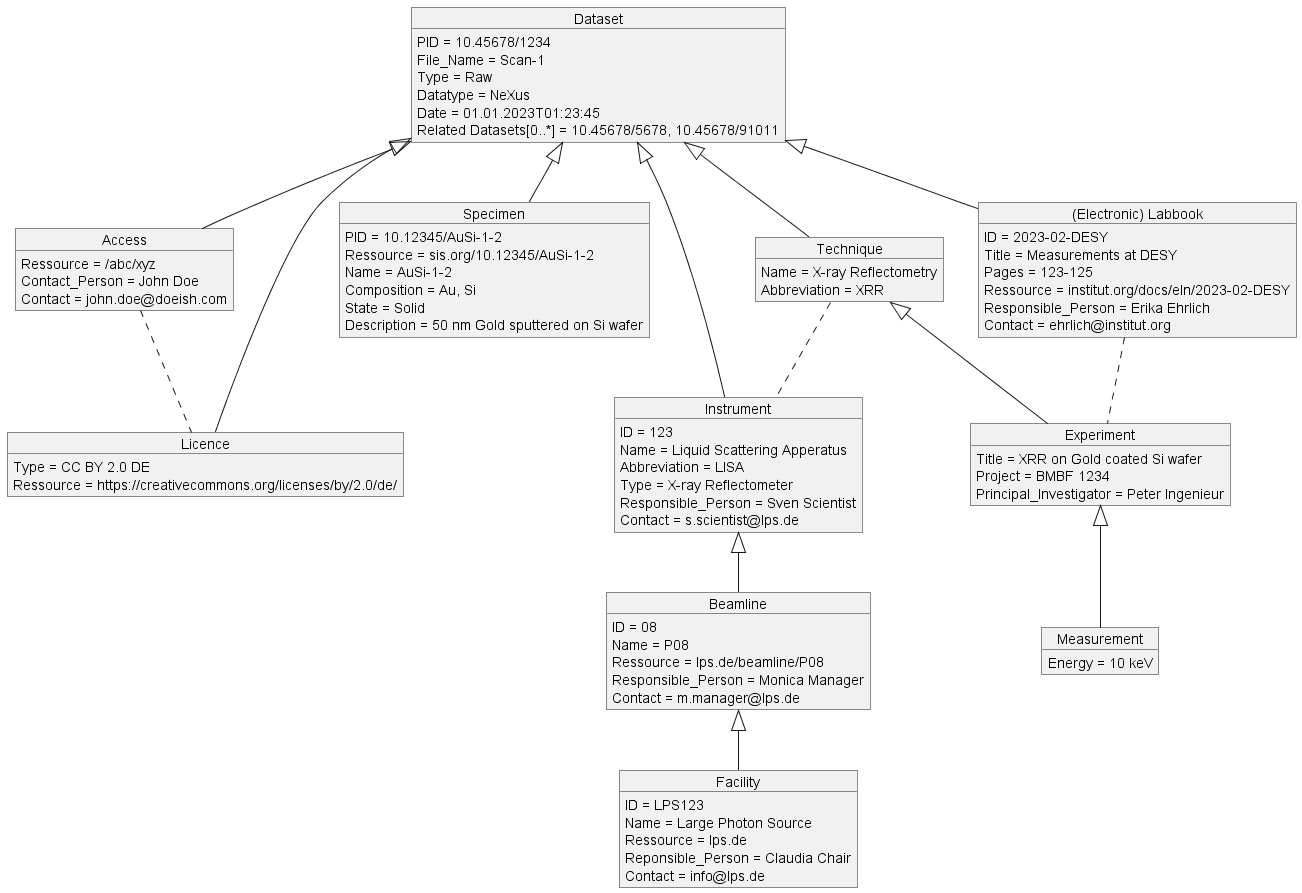 Dataset
PID = 10.45678/1234
File_Name = Scan-1
Type = Raw
Datatype = NeXus
Date = 01.01.2023T01:23:45
Related Datasets[0..*] = 10.45678/5678, 10.45678/91011
Access
Ressource = /abc/xyz
Contact_Person = John Doe
Contact = john.doe@doeish.com
Specimen
PID = 10.12345/AuSi-1-2
Ressource = sis.org/10.12345/AuSi-1-2
Name = AuSi-1-2
Composition = Au, Si
State = Solid
Description = 50 nm Gold sputtered on Si wafer
Technique
Name = X-ray Reflectometry
Abbreviation = XRR
(Electronic) Labbook
ID = 2023-02-DESY
Title = Measurements at DESY
Pages = 123-125
Ressource = institut.org/docs/eln/2023-02-DESY
Responsible_Person = Erika Ehrlich
Contact = ehrlich@institut.org
Licence
Type = CC BY 2.0 DE
Ressource = https://creativecommons.org/licenses/by/2.0/de/
Instrument
ID = 123
Name = Liquid Scattering Apperatus
Abbreviation = LISA
Type = X-ray Reflectometer
Responsible_Person = Sven Scientist
Contact = s.scientist@lps.de
Experiment
Title = XRR on Gold coated Si wafer
Project = BMBF 1234
Principal_Investigator = Peter Ingenieur
Beamline
ID = 08
Name = P08
Ressource = lps.de/beamline/P08
Responsible_Person = Monica Manager
Contact = m.manager@lps.de
Measurement
Energy = 10 keV
Facility
ID = LPS123
Name = Large Photon Source
Ressource = lps.de
Reponsible_Person = Claudia Chair
Contact = info@lps.de